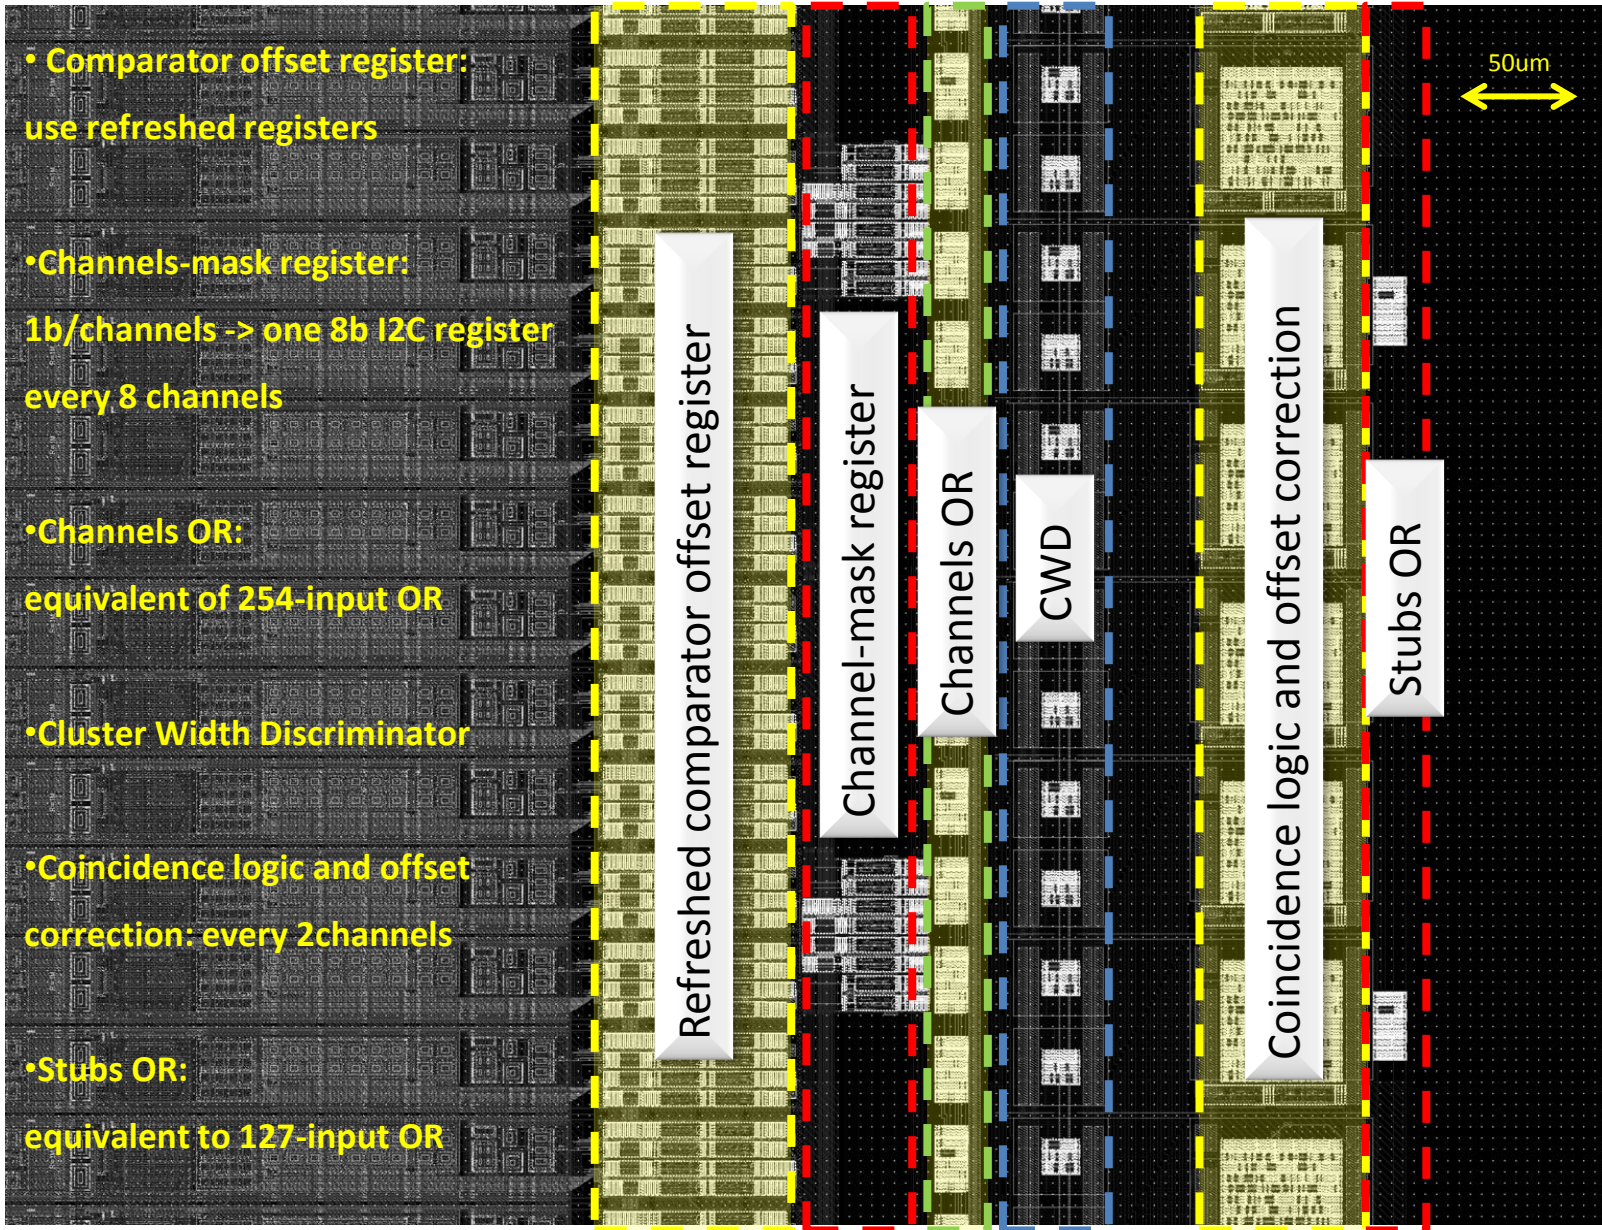 • Comparator offset register:
use refreshed registers
•Channels-mask register:
1b/channels -> one 8b I2C register
every 8 channels
•Channels OR:
equivalent of 254-input OR
•Cluster Width Discriminator
•Coincidence logic and offset
correction: every 2channels
•Stubs OR:
equivalent to 127-input OR
Refreshed comparator offset register
Channel-mask register
Channels OR
CWD
Coincidence logic and offset correction
Stubs OR
50um